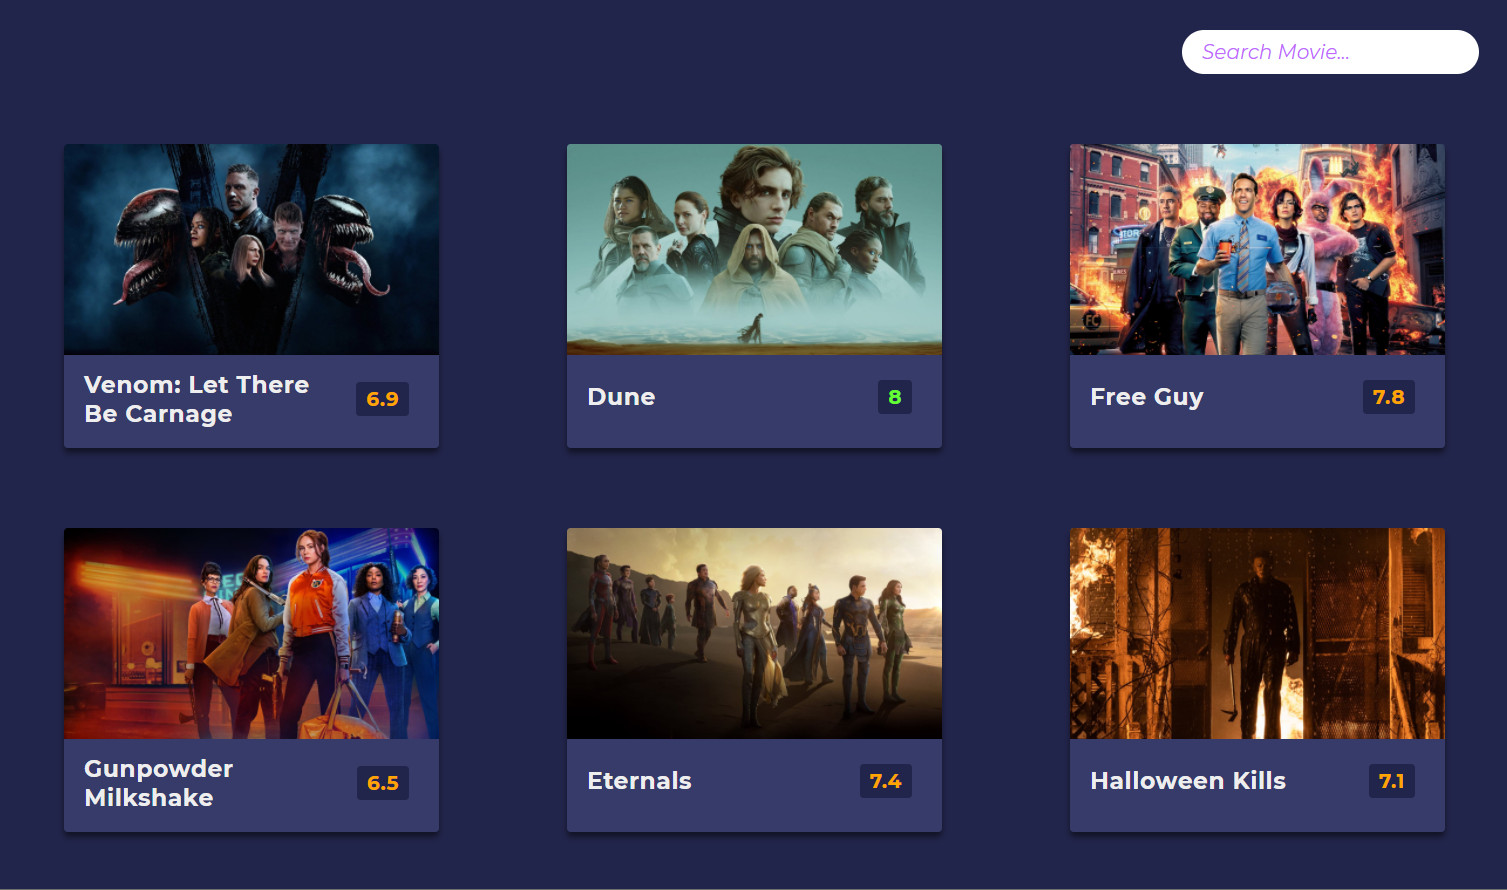 Search Movie...
Venom: Let There
Be Carnage
6.9
Dune
8
Free Guy
7.8
Gunpowder
Milkshake
6.5
Eternals
7.4
Halloween Kills
7.1